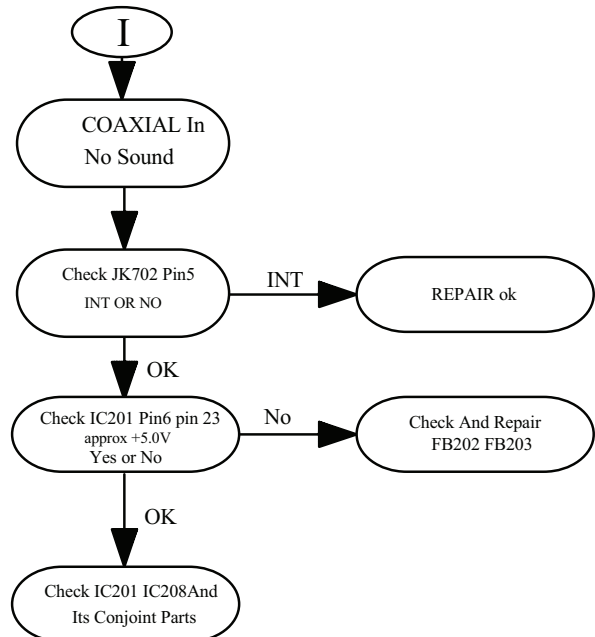 I
COAXIAL In
No Sound
Check JK702 Pin5
INT OR NO
INT
REPAIR ok
OK
Check IC201 Pin6 pin 23
approx +5.0V
Yes or No
No
Check And Repair
FB202 FB203
OK
Check IC201 IC208And
Its Conjoint Parts